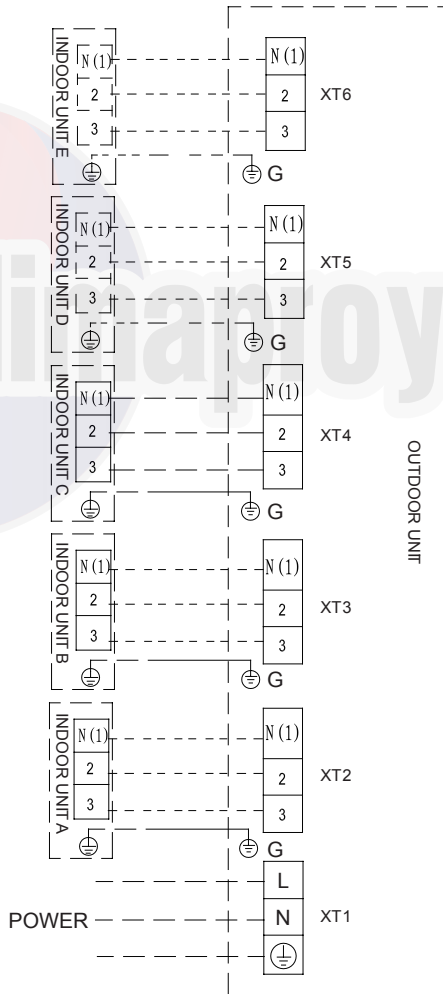 INDOOR UNIT E
N(1)
2
3
N(1)
2
3
XT6
G
INDOOR UNIT D
N(1)
2
3
N(1)
2
3
XT5
G
INDOOR UNIT C
N(1)
2
3
N(1)
2
3
XT4
G
OUTDOOR UNIT
INDOOR UNIT B
N(1)
2
3
N(1)
2
3
XT3
G
INDOOR UNIT A
N(1)
2
3
N(1)
2
3
XT2
G
POWER
L
N
XT1